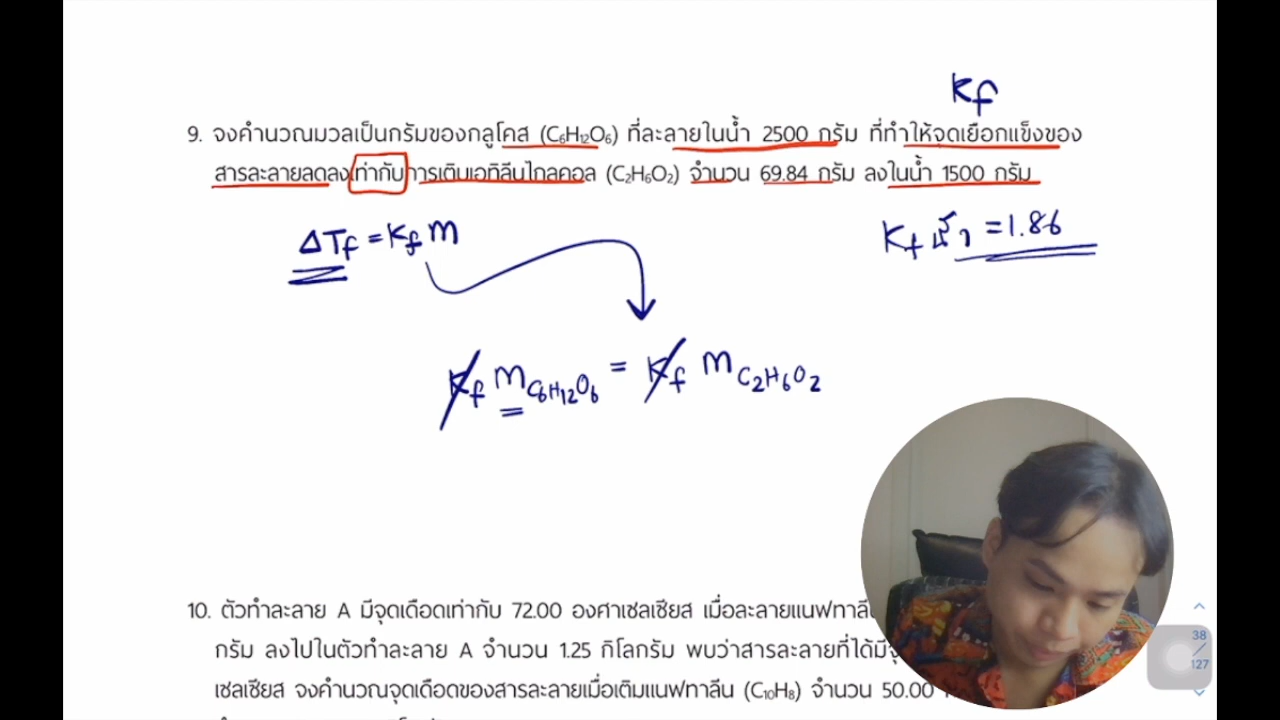 Kf
9. จงคำนวณมวลเป็นกรัมของกลูโคส (C₆H₁₂O₆) ที่ละลายในน้ำ 2500 กรัม ที่ทำให้จุดเยือกแข็งของ
สารละลายลดลงเท่ากับการเติมเอทิลีนไกลคอล (C₂H₆O₂) จำนวน 69.84 กรัม ลงในน้ำ 1500 กรัม
ΔTf = Kf m
Kf น้ำ = 1.86
Kf m C₆H₁₂O₆ = Kf m C₂H₆O₂
10. ตัวทำละลาย A มีจุดเดือดเท่ากับ 72.00 องศาเซลเซียส เมื่อละลายแนฟทาลีน
กรัม ลงไปในตัวทำละลาย A จำนวน 1.25 กิโลกรัม พบว่าสารละลายที่ได้มี
เซลเซียส จงคำนวณจุดเดือดของสารละลายเมื่อเติมแนฟทาลีน (C₁₀H₈) จำนวน 50.00
38
127